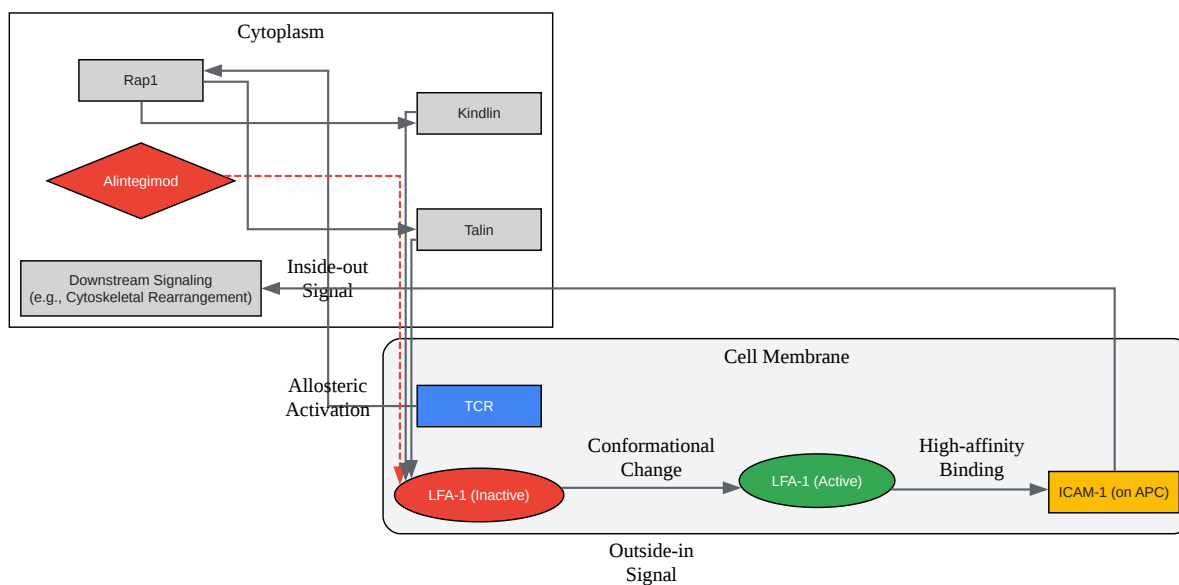 Cytoplasm
Rap1
Kindlin
Alintegimod
Talin
Downstream Signaling
(e.g., Cytoskeletal Rearrangement)
Inside-out
Signal
Cell Membrane
Allosteric
Activation
TCR
Conformational
Change
High-affinity
Binding
LFA-1 (Inactive)
LFA-1 (Active)
ICAM-1 (on APC)
Outside-in
Signal